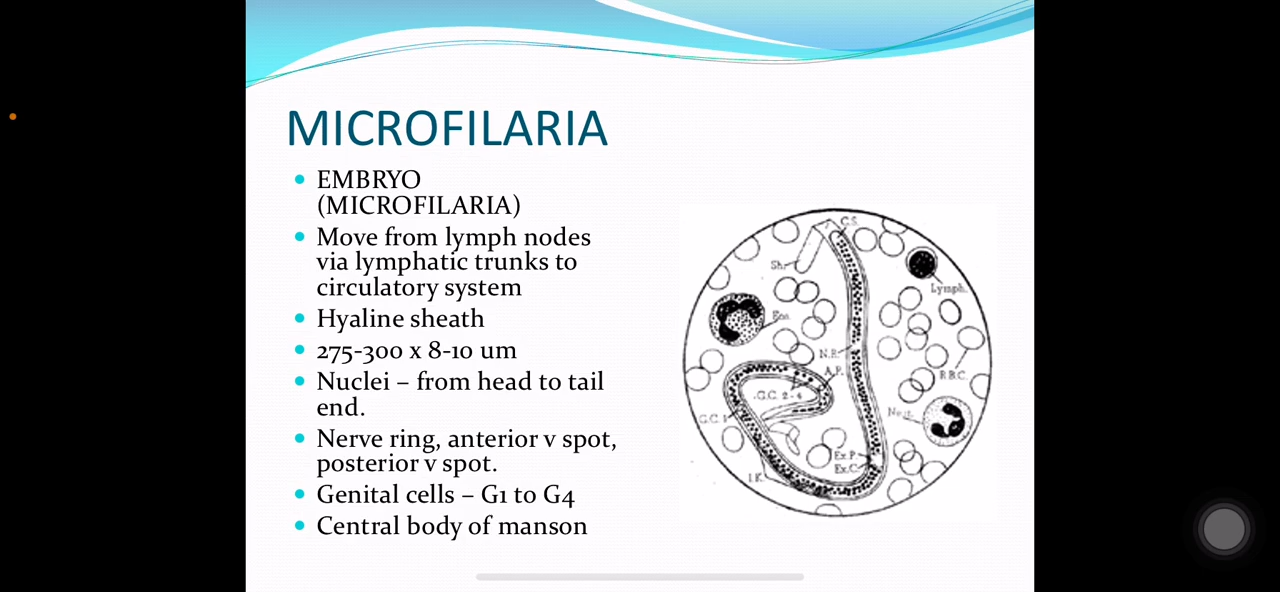 MICROFILARIA
• EMBRYO
(MICROFILARIA)
• Move from lymph nodes
via lymphatic trunks to
circulatory system
• Hyaline sheath
• 275-300 x 8-10 um
• Nuclei – from head to tail
end.
• Nerve ring, anterior v spot,
posterior v spot.
• Genital cells – G1 to G4
• Central body of manson
C.S.
Sh.
Lymph.
Eos.
N.R.
A.P.
R.B.C.
G.C. 2-4
G.C. 1
Neut.
Ex.P.
Ex.C.
I.K.